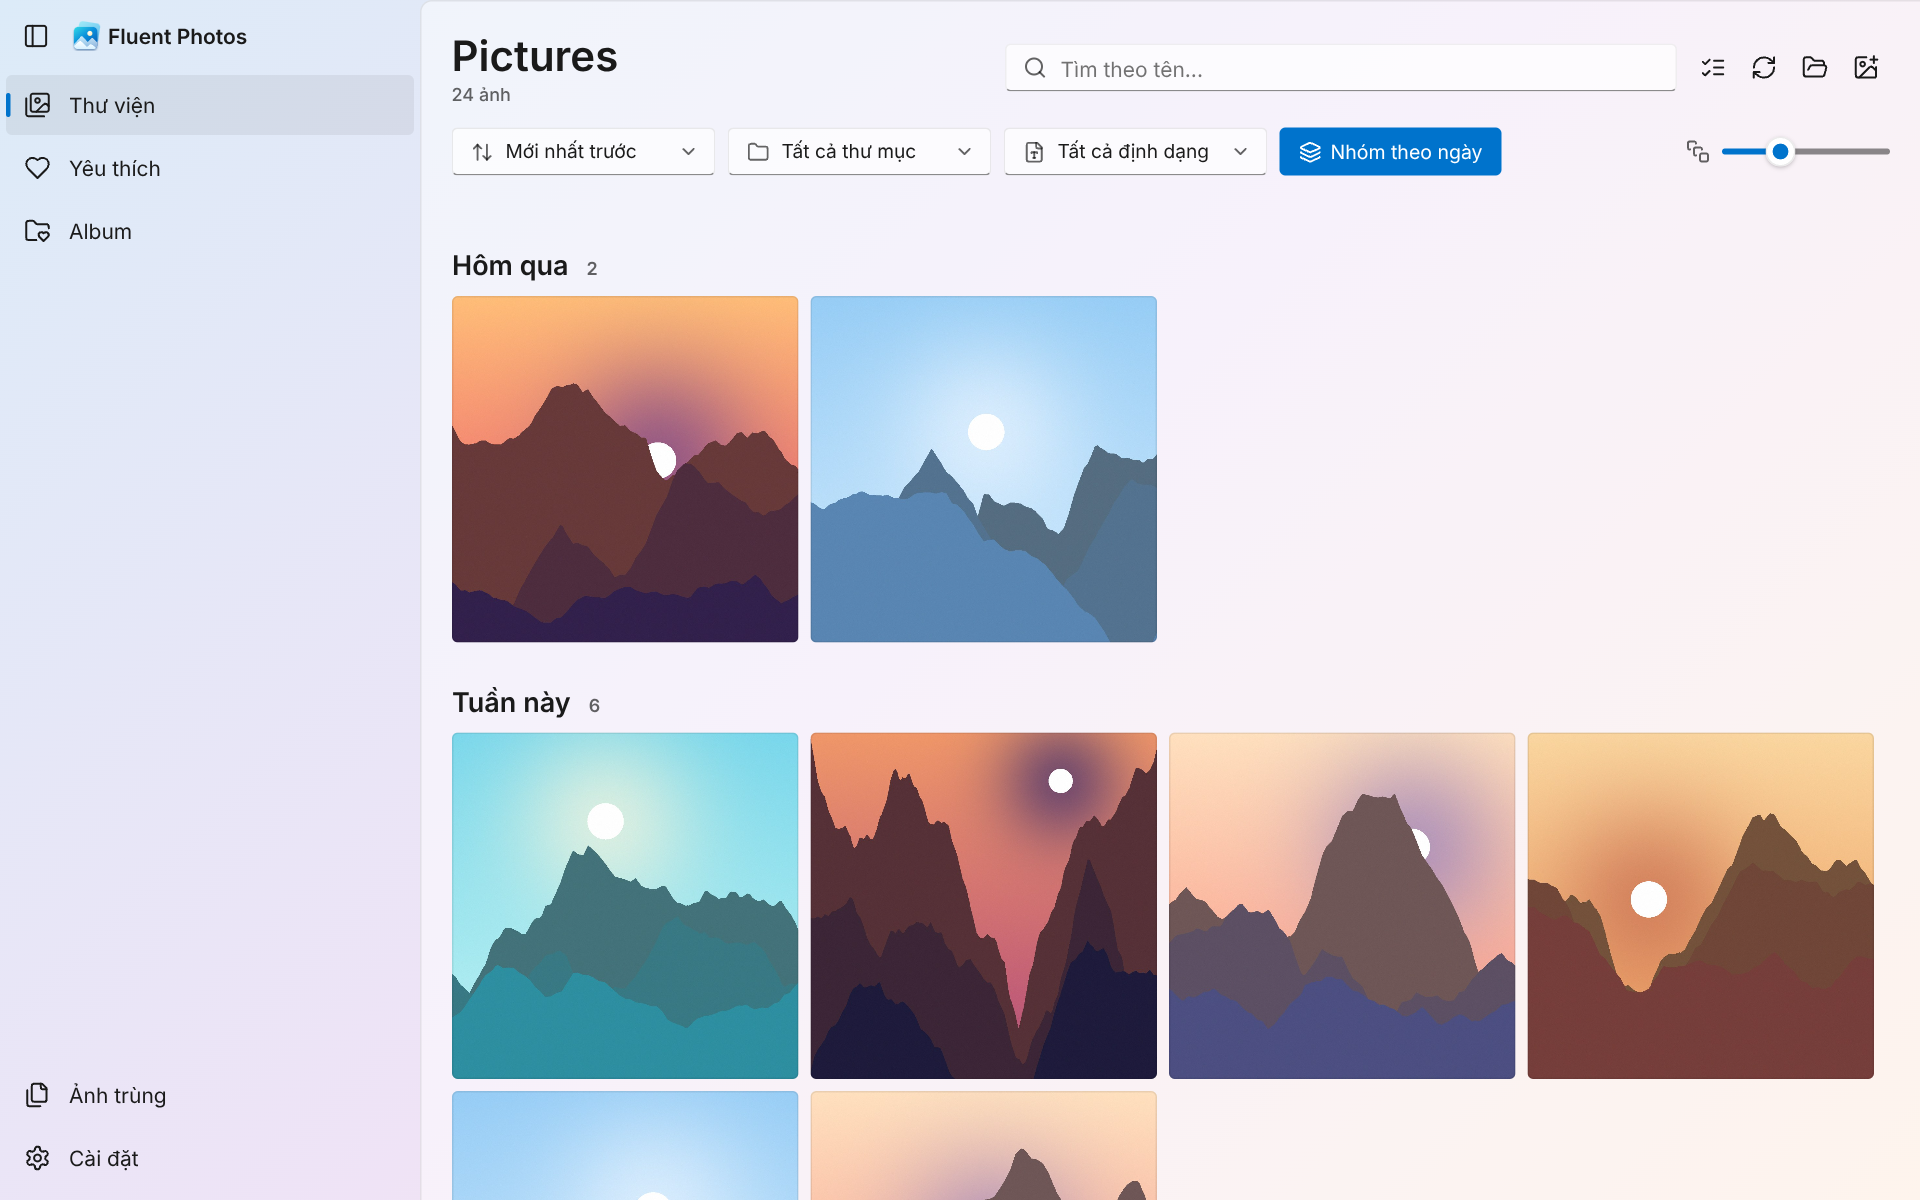 Fluent Photos
Thư viện
Yêu thích
Album
Ảnh trùng
Cài đặt
Pictures
24 ảnh
Tìm theo tên...
Mới nhất trước
Tất cả thư mục
Tất cả định dạng
Nhóm theo ngày
Hôm qua 2
Tuần này 6